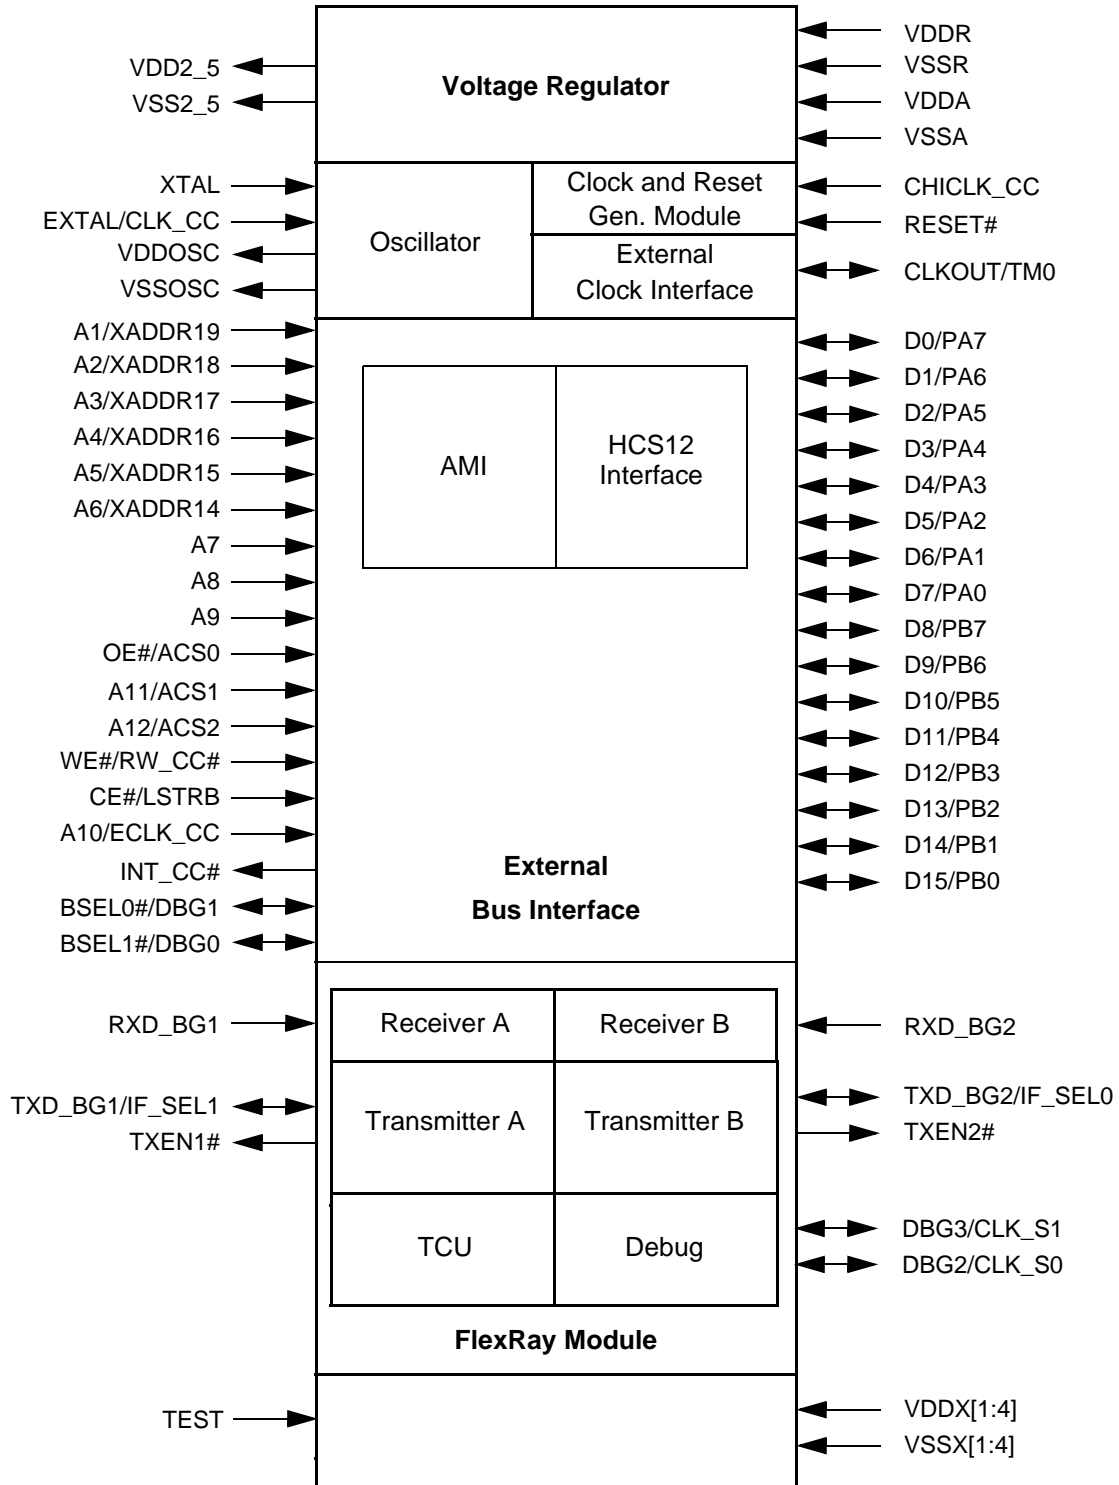 VDD2_5
VSS2_5
Voltage Regulator
VDDR
VSSR
VDDA
VSSA
XTAL
EXTAL/CLK_CC
VDDOSC
VSSOSC
Oscillator
Clock and Reset
Gen. Module
External
Clock Interface
CHICLK_CC
RESET#
CLKOUT/TM0
A1/XADDR19
A2/XADDR18
A3/XADDR17
A4/XADDR16
A5/XADDR15
A6/XADDR14
A7
A8
A9
OE#/ACS0
A11/ACS1
A12/ACS2
WE#/RW_CC#
CE#/LSTRB
A10/ECLK_CC
INT_CC#
BSEL0#/DBG1
BSEL1#/DBG0
AMI
HCS12
Interface
External
Bus Interface
D0/PA7
D1/PA6
D2/PA5
D3/PA4
D4/PA3
D5/PA2
D6/PA1
D7/PA0
D8/PB7
D9/PB6
D10/PB5
D11/PB4
D12/PB3
D13/PB2
D14/PB1
D15/PB0
RXD_BG1
TXD_BG1/IF_SEL1
TXEN1#
Receiver A
Receiver B
Transmitter A
Transmitter B
TCU
Debug
FlexRay Module
RXD_BG2
TXD_BG2/IF_SEL0
TXEN2#
DBG3/CLK_S1
DBG2/CLK_S0
TEST
VDDX[1:4]
VSSX[1:4]